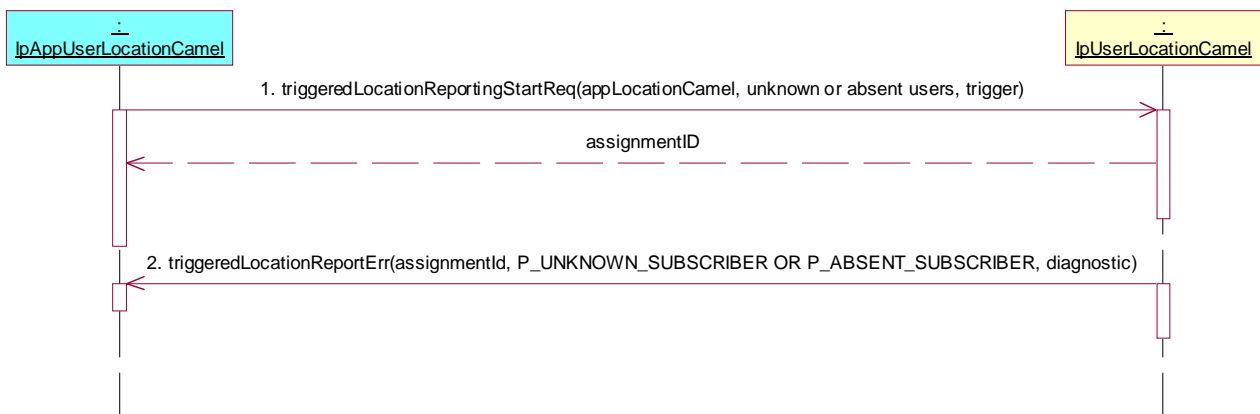 :
IpAppUserLocationCamel
:
IpUserLocationCamel
1. triggeredLocationReportingStartReq(appLocationCamel, unknown or absent users, trigger)
assignmentID
2. triggeredLocationReportErr(assignmentId, P_UNKNOWN_SUBSCRIBER OR P_ABSENT_SUBSCRIBER, diagnostic)